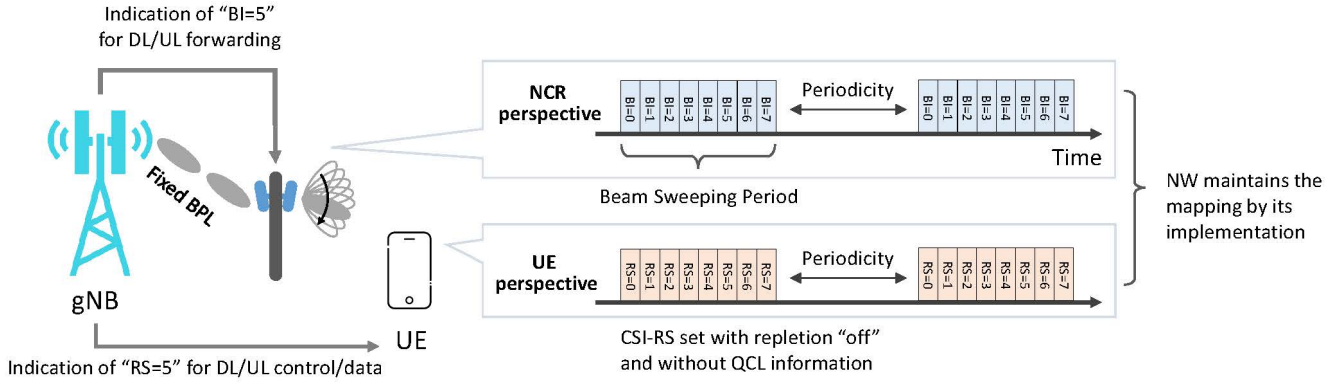 Indication of “BI=5”
for DL/UL forwarding
Fixed BPL
gNB
UE
Indication of “RS=5” for DL/UL control/data
NCR
perspective
BI=0
BI=1
BI=2
BI=3
BI=4
BI=5
BI=6
BI=7
Periodicity
BI=0
BI=1
BI=2
BI=3
BI=4
BI=5
BI=6
BI=7
Time
Beam Sweeping Period
UE
perspective
RS=0
RS=1
RS=2
RS=3
RS=4
RS=5
RS=6
RS=7
Periodicity
RS=0
RS=1
RS=2
RS=3
RS=4
RS=5
RS=6
RS=7
CSI-RS set with repletion “off”
and without QCL information
NW maintains the
mapping by its
implementation